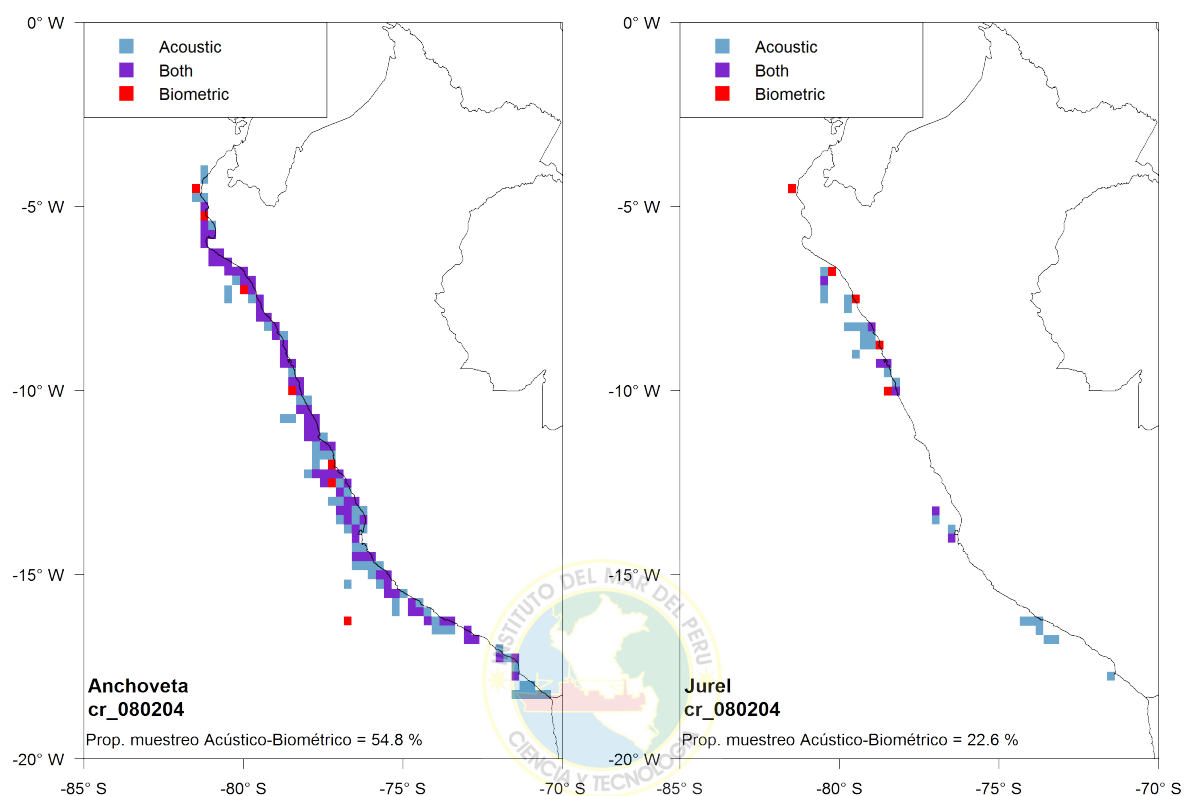 0° W
Acoustic
Both
Biometric
-5° W
-10° W
-15° W
-20° W
Anchoveta
cr_080204
Prop. muestreo Acústico-Biométrico = 54.8 %
-85° S
-80° S
-75° S
-70° S
0° W
Acoustic
Both
Biometric
-5° W
-10° W
-15° W
-20° W
Jurel
cr_080204
Prop. muestreo Acústico-Biométrico = 22.6 %
-85° S
-80° S
-75° S
-70° S
INSTITUTO DEL MAR DEL PERU
CIENCIA Y TECNOLOGIA